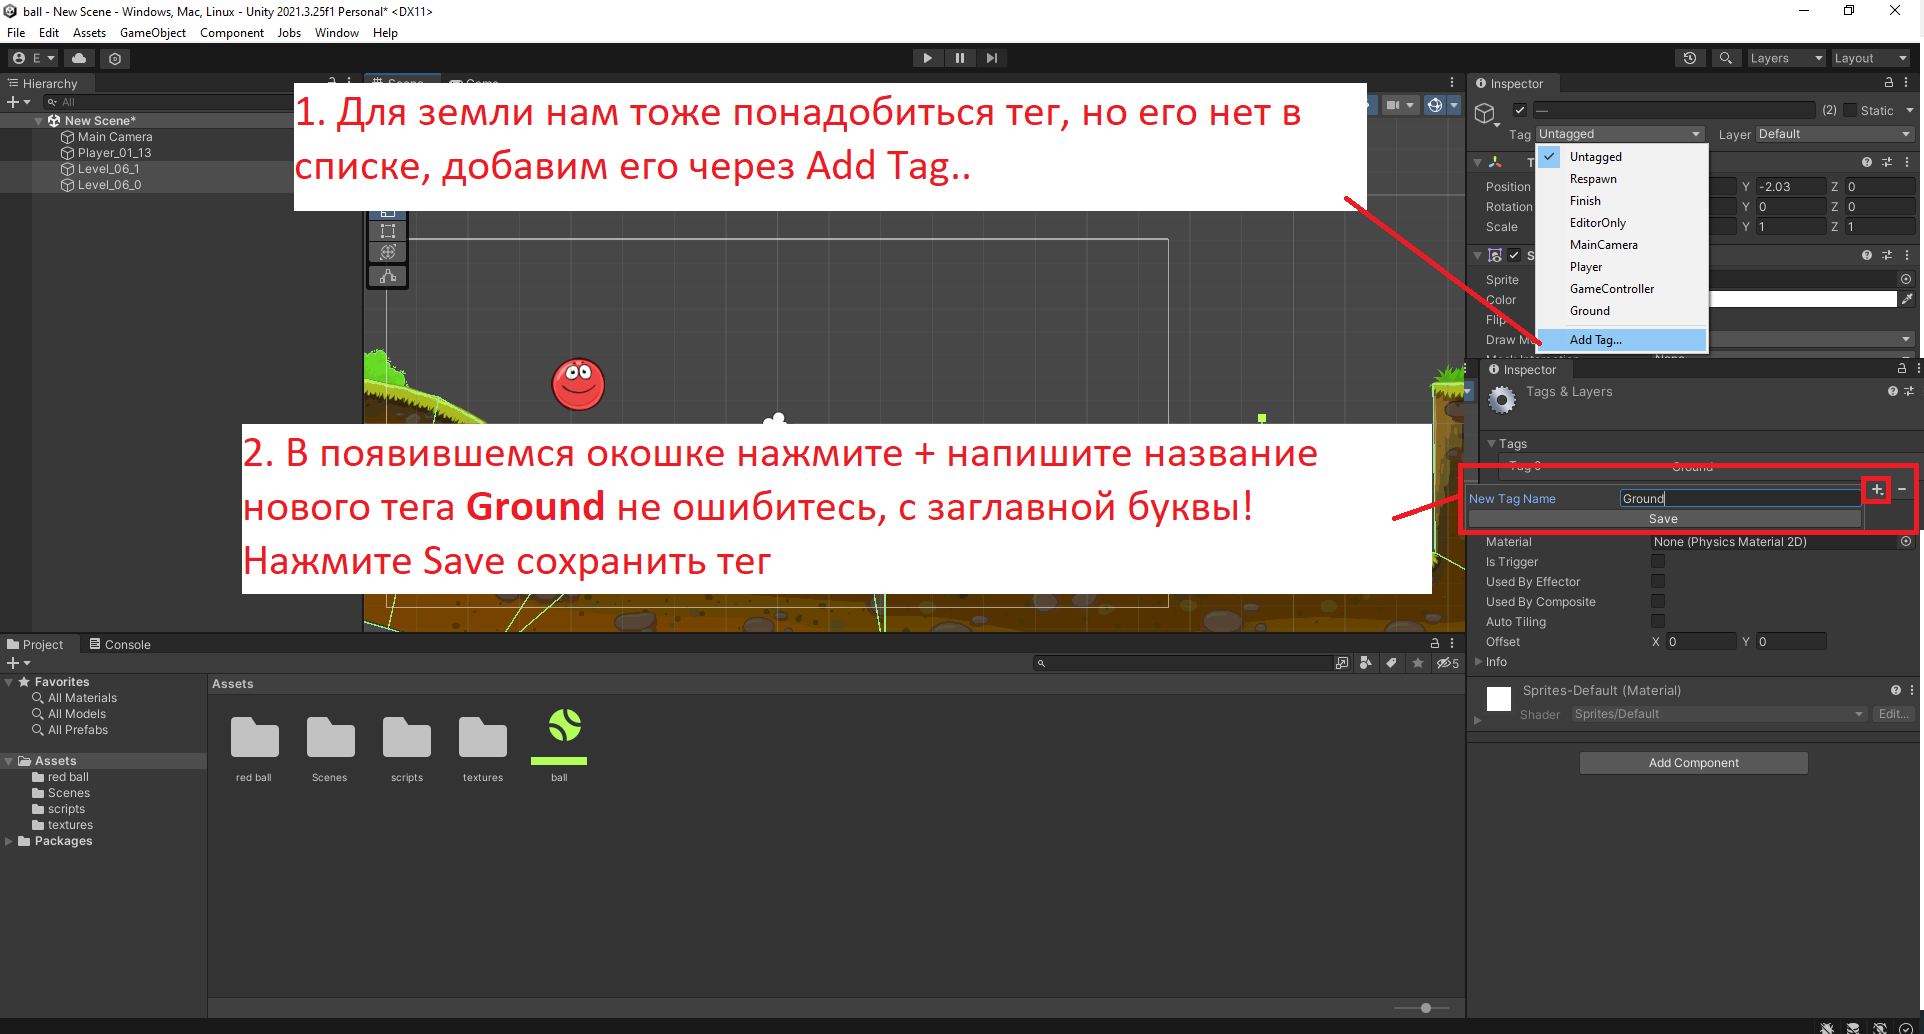 ball - New Scene - Windows, Mac, Linux - Unity 2021.3.25f1 Personal* <DX11>
File Edit Assets GameObject Component Jobs Window Help
E
Layers
Layout
Hierarchy
All
New Scene*
Main Camera
Player_01_13
Level_06_1
Level_06_0
1. Для земли нам тоже понадобиться тег, но его нет в
списке, добавим его через Add Tag..
2. В появившемся окошке нажмите + напишите название
нового тега Ground не ошибитесь, с заглавной буквы!
Нажмите Save сохранить тег
Inspector
(2)
Static
Tag Untagged
Layer Default
Untagged
Respawn
Finish
EditorOnly
MainCamera
Player
GameController
Ground
Add Tag...
Position Y -2.03 Z 0
Rotation Y 0 Z 0
Scale Y 1 Z 1
Sprite
Color
Flip
Inspector
Tags & Layers
Tags
Ground
New Tag Name Ground
Save
Material None (Physics Material 2D)
Is Trigger
Used By Effector
Used By Composite
Auto Tiling
Offset X 0 Y 0
Info
Sprites-Default (Material)
Shader Sprites/Default Edit...
Add Component
Project
Console
5
Favorites
All Materials
All Models
All Prefabs
Assets
red ball
Scenes
scripts
textures
Packages
Assets
red ball
Scenes
scripts
textures
ball